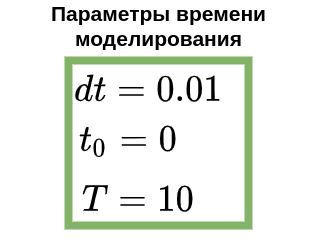 Параметры времени
моделирования
dt = 0.01
t₀ = 0
T = 10